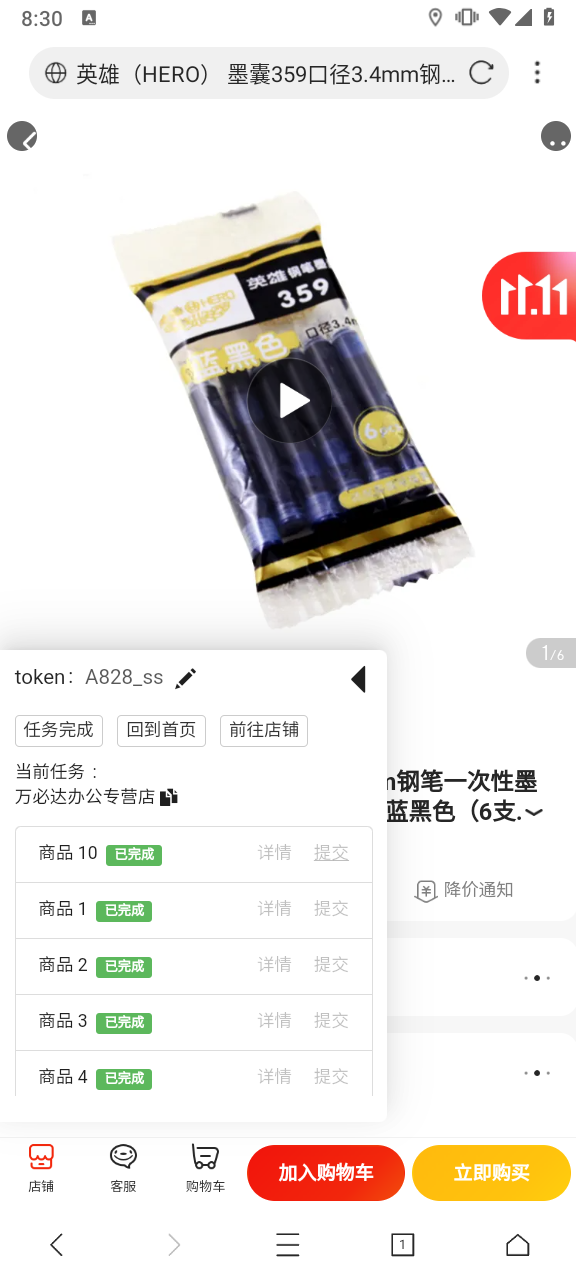 8:30
英雄（HERO） 墨囊359口径3.4mm钢...
11.11
HERO
英雄钢笔墨
359
口径3.4m
蓝黑色
1/6
token： A828_ss
任务完成 回到首页 前往店铺
当前任务：
万必达办公专营店
m钢笔一次性墨
蓝黑色（6支.
商品 10 已完成 详情 提交
降价通知
商品 1 已完成 详情 提交
商品 2 已完成 详情 提交
商品 3 已完成 详情 提交
商品 4 已完成 详情 提交
店铺 客服 购物车 加入购物车 立即购买
1